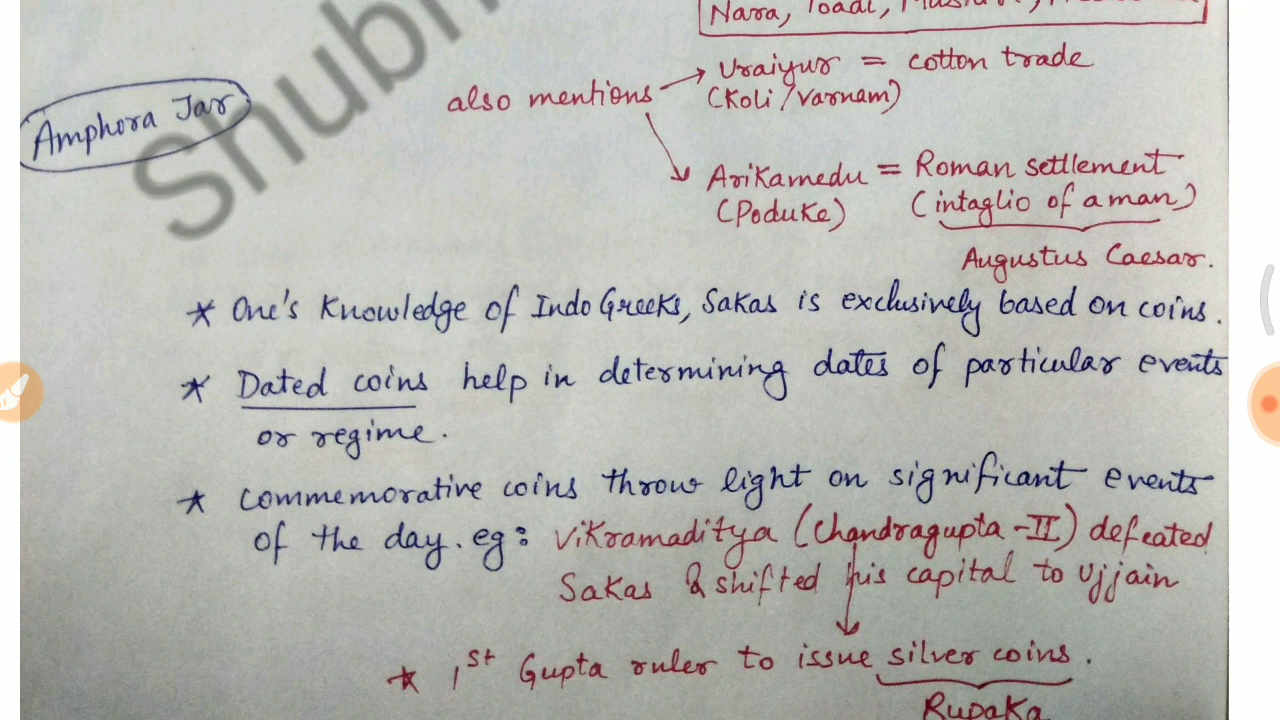 Nara,
also mentions → Uraiyur = cotton trade
(Koli / Varnam)
Amphora Jar
Arikamedu = Roman settlement
(Poduke) (intaglio of a man)
Augustus Caesar.
* One's Knowledge of Indo Greeks, Sakas is exclusively based on coins.
* Dated coins help in determining dates of particular events
or regime.
* commemorative coins throw light on significant events
of the day. eg: Vikramaditya (Chandragupta-II) defeated
Sakas & shifted his capital to Ujjain
* 1st Gupta ruler to issue silver coins.
Rupaka
Shubh